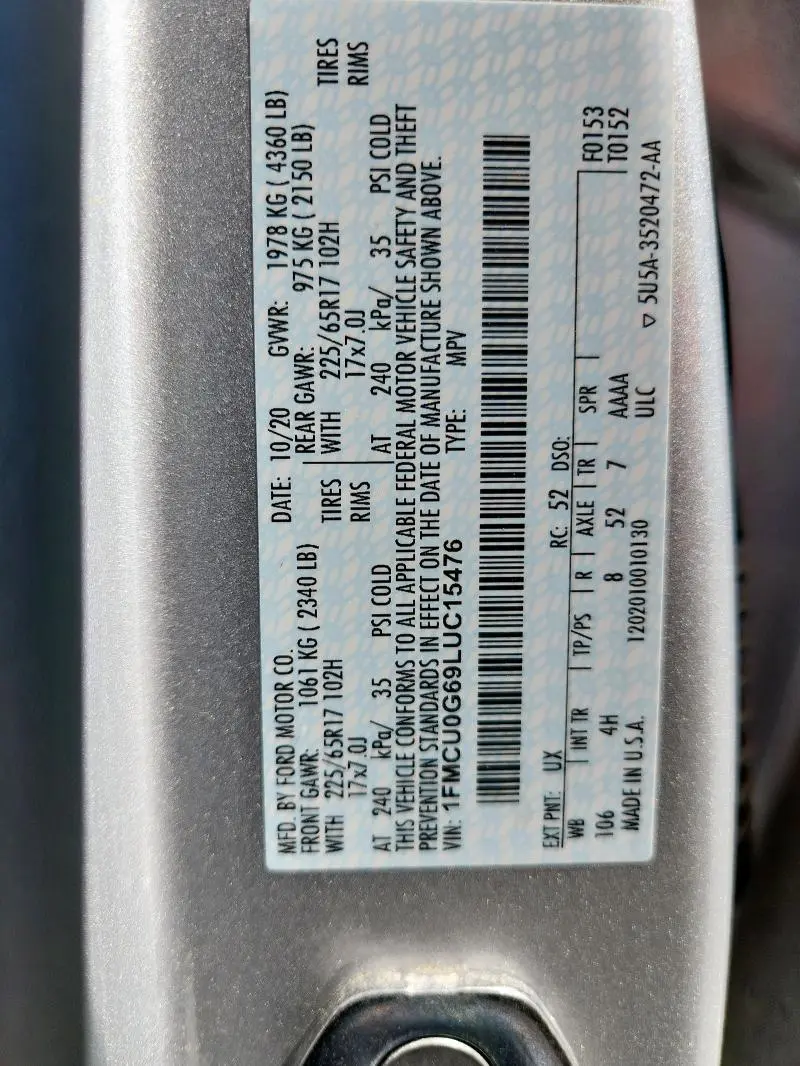 MFD. BY FORD MOTOR CO. DATE: 10/20 GVWR: 1978 KG ( 4360 LB)
FRONT GAWR: 1061 KG ( 2340 LB) REAR GAWR: 975 KG ( 2150 LB)
WITH 225/65R17 102H TIRES WITH 225/65R17 102H TIRES
17x7.0J RIMS 17x7.0J RIMS
AT 240 kPa/ 35 PSI COLD AT 240 kPa/ 35 PSI COLD
THIS VEHICLE CONFORMS TO ALL APPLICABLE FEDERAL MOTOR VEHICLE SAFETY AND THEFT
PREVENTION STANDARDS IN EFFECT ON THE DATE OF MANUFACTURE SHOWN ABOVE.
VIN: 1FMCU0G69LUC15476 TYPE: MPV
EXT PNT: UX RC: 52 DSO:
WB INT TR TP/PS R AXLE TR SPR F0153
106 4H 8 52 7 AAAA T0152
MADE IN U.S.A. 1202010010130 ULC ▽ 5U5A-3520472-AA